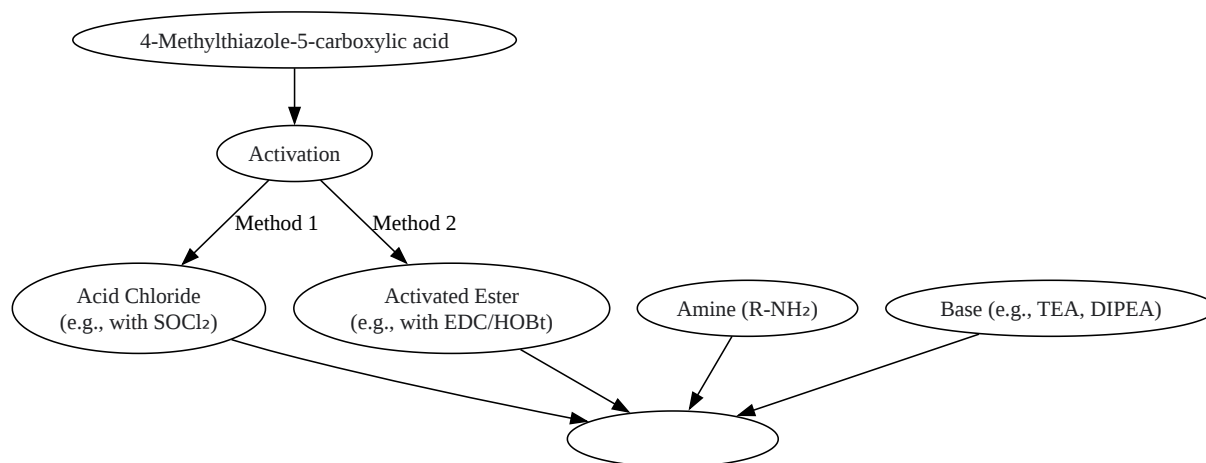 4-Methylthiazole-5-carboxylic acid
Activation
Method 1
Method 2
Acid Chloride
(e.g., with SOCl₂)
Activated Ester
(e.g., with EDC/HOBt)
Amine (R-NH₂)
Base (e.g., TEA, DIPEA)